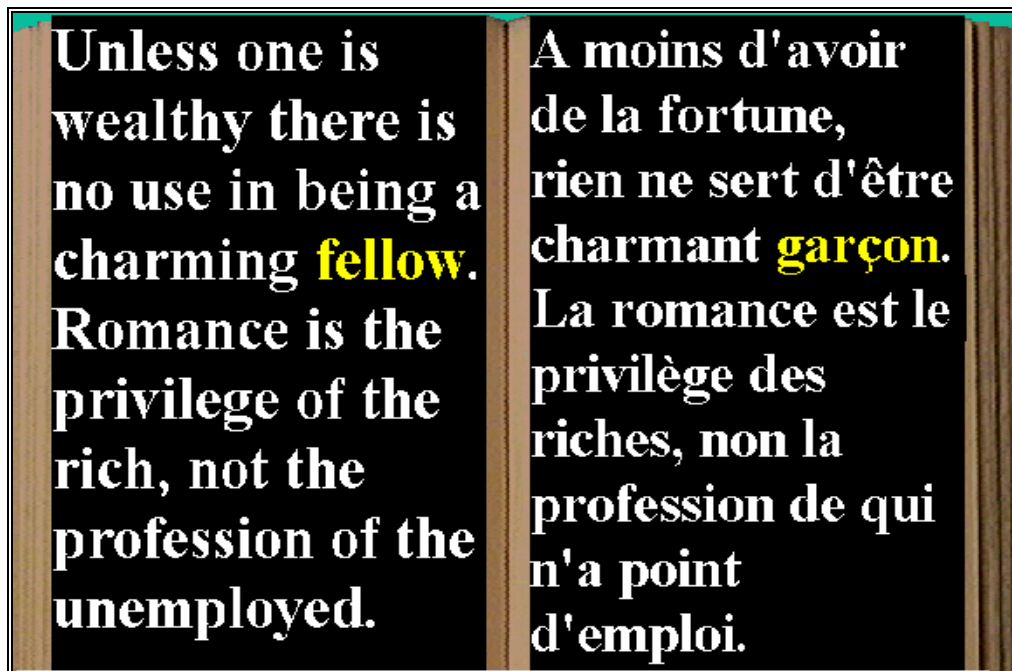 Unless one is
wealthy there is
no use in being a
charming fellow.
Romance is the
privilege of the
rich, not the
profession of the
unemployed.
A moins d'avoir
de la fortune,
rien ne sert d'être
charmant garçon.
La romance est le
privilège des
riches, non la
profession de qui
n'a point
d'emploi.